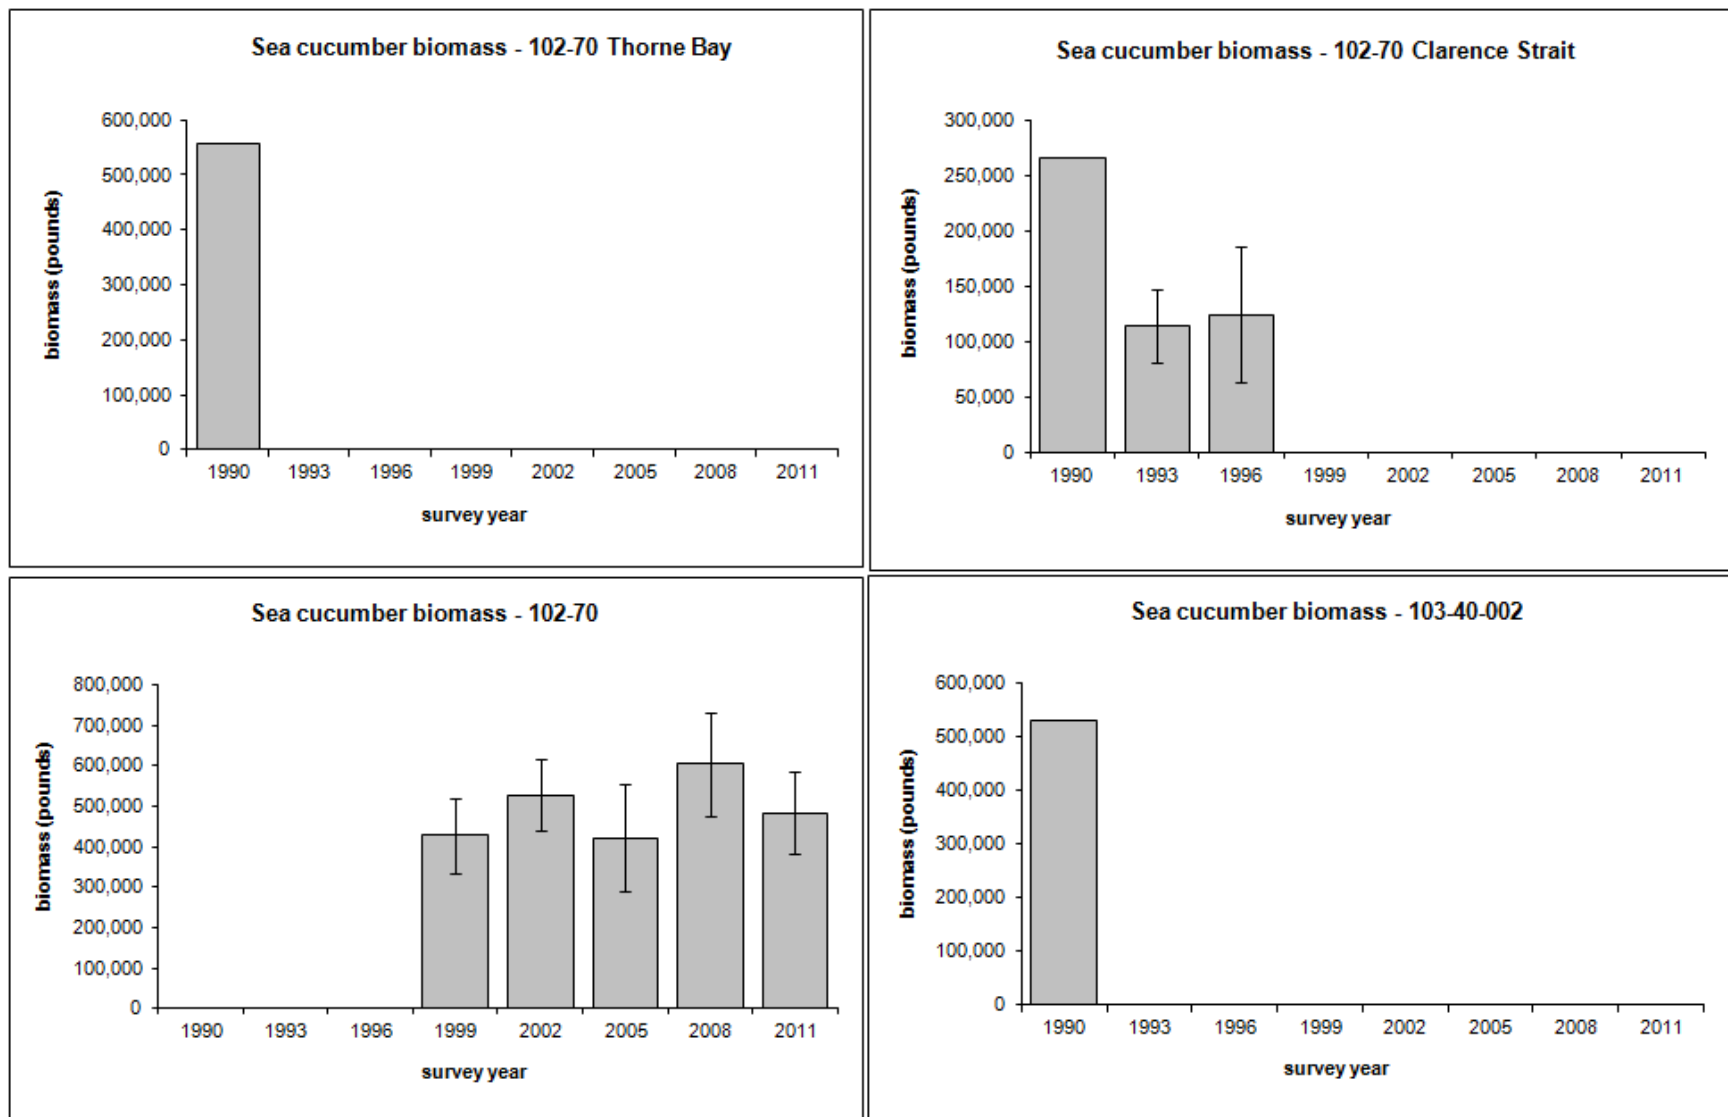 Sea cucumber biomass - 102-70 Thorne Bay
600,000
500,000
400,000
300,000
200,000
100,000
0
biomass (pounds)
1990 1993 1996 1999 2002 2005 2008 2011
survey year
Sea cucumber biomass - 102-70 Clarence Strait
300,000
250,000
200,000
150,000
100,000
50,000
0
biomass (pounds)
1990 1993 1996 1999 2002 2005 2008 2011
survey year
Sea cucumber biomass - 102-70
800,000
700,000
600,000
500,000
400,000
300,000
200,000
100,000
0
biomass (pounds)
1990 1993 1996 1999 2002 2005 2008 2011
survey year
Sea cucumber biomass - 103-40-002
600,000
500,000
400,000
300,000
200,000
100,000
0
biomass (pounds)
1990 1993 1996 1999 2002 2005 2008 2011
survey year